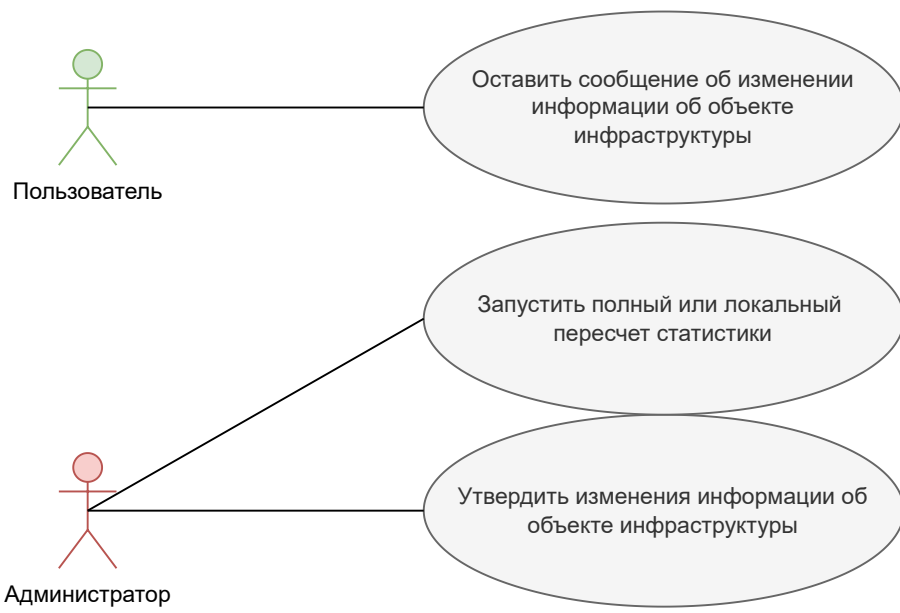 Оставить сообщение об изменении
информации об объекте
инфраструктуры
Пользователь
Запустить полный или локальный
пересчет статистики
Утвердить изменения информации об
объекте инфраструктуры
Администратор